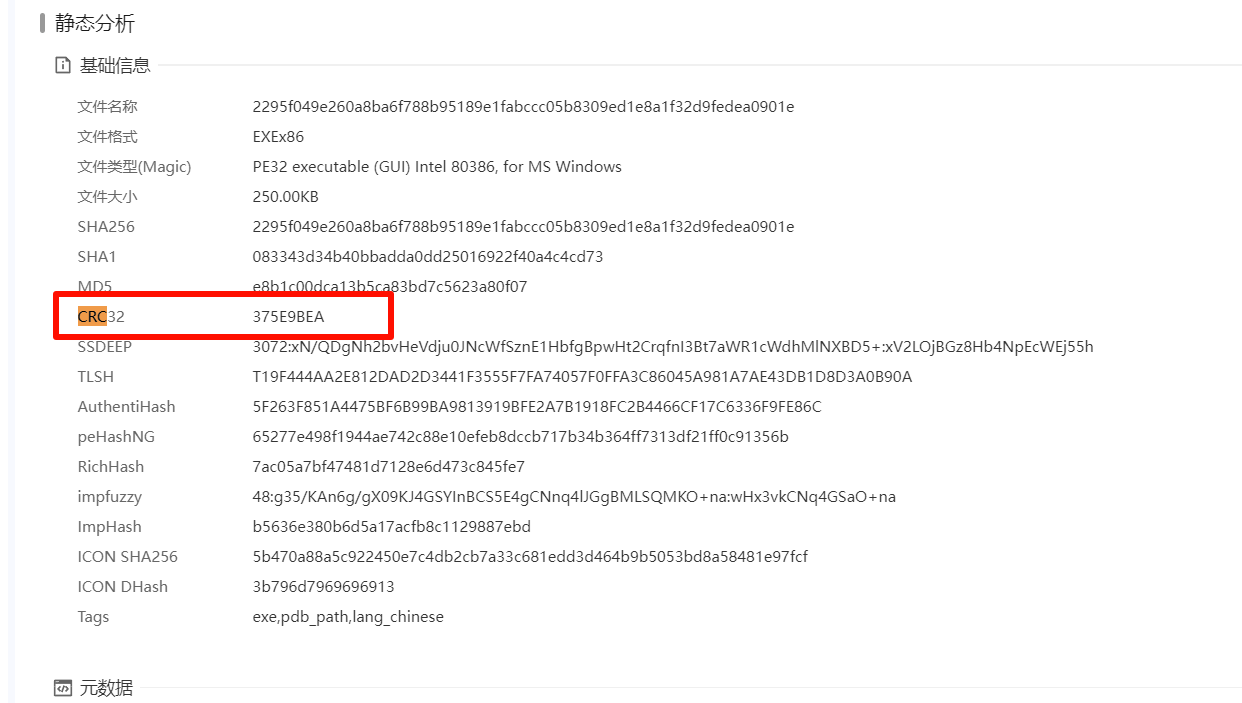 静态分析
基础信息
文件名称 2295f049e260a8ba6f788b95189e1fabccc05b8309ed1e8a1f32d9fedea0901e
文件格式 EXEx86
文件类型(Magic) PE32 executable (GUI) Intel 80386, for MS Windows
文件大小 250.00KB
SHA256 2295f049e260a8ba6f788b95189e1fabccc05b8309ed1e8a1f32d9fedea0901e
SHA1 083343d34b40bbadda0dd25016922f40a4c4cd73
MD5 e8b1c00dca13b5ca83bd7c5623a80f07
CRC32 375E9BEA
SSDEEP 3072:xN/QDgNh2bvHeVdju0JNcWfSznE1HbfgBpwHt2CrqfnI3Bt7aWR1cWdhMlNXBD5+:xV2LOjBGz8Hb4NpEcWEj55h
TLSH T19F444AA2E812DAD2D3441F3555F7FA74057F0FFA3C86045A981A7AE43DB1D8D3A0B90A
AuthentiHash 5F263F851A4475BF6B99BA9813919BFE2A7B1918FC2B4466CF17C6336F9FE86C
peHashNG 65277e498f1944ae742c88e10efeb8dccb717b34b364ff7313df21ff0c91356b
RichHash 7ac05a7bf47481d7128e6d473c845fe7
impfuzzy 48:g35/KAn6g/gX09KJ4GSYInBCS5E4gCNnq4lJGgBMLSQMKO+na:wHx3vkCNq4GSaO+na
ImpHash b5636e380b6d5a17acfb8c1129887ebd
ICON SHA256 5b470a88a5c922450e7c4db2cb7a33c681edd3d464b9b5053bd8a58481e97fcf
ICON DHash 3b796d7969696913
Tags exe,pdb_path,lang_chinese
元数据